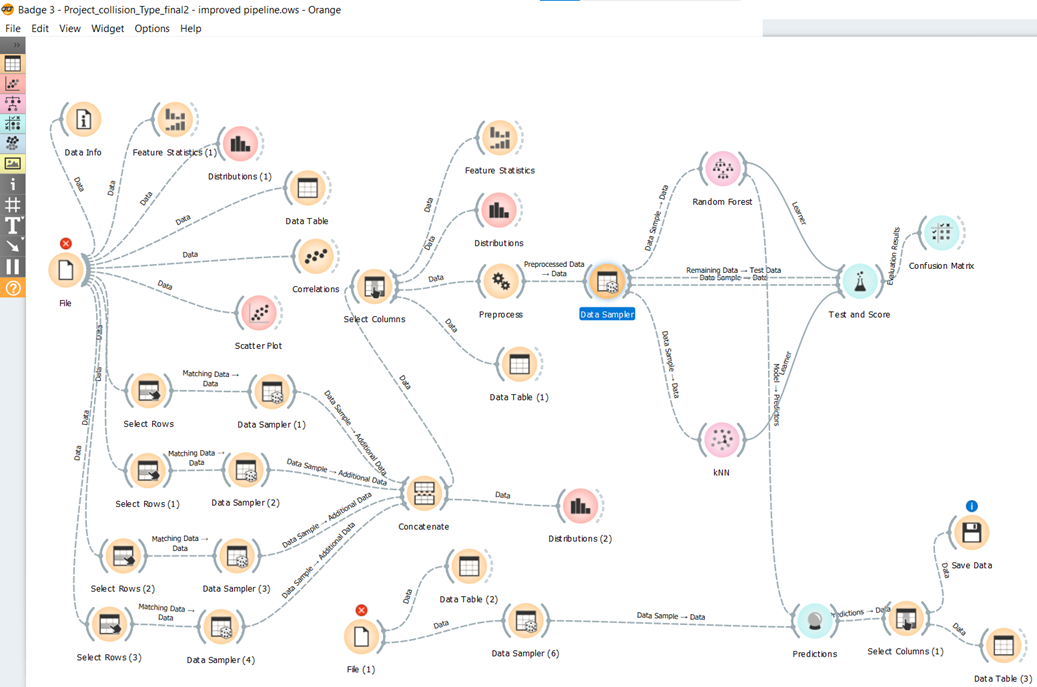 Badge 3 - Project_collision_Type_final2 - improved pipeline.ows - Orange
File Edit View Widget Options Help
Data Info
Feature Statistics (1)
Distributions (1)
Data Table
Correlations
Scatter Plot
File
Data
Data
Data
Data
Data
Data
Data
Data
Data
Data
Select Rows
Matching Data →
Data
Data Sampler (1)
Data Sample → Additional Data
Select Rows (1)
Matching Data →
Data
Data Sampler (2)
Data Sample → Additional Data
Select Rows (2)
Matching Data →
Data
Data Sampler (3)
Data Sample → Additional Data
Select Rows (3)
Matching Data →
Data
Data Sampler (4)
Data Sample → Additional Data
Concatenate
Data
Data
Distributions (2)
Select Columns
Data
Data
Data
Data
Feature Statistics
Distributions
Preprocess
Data Table (1)
Preprocessed Data
→ Data
Data Sampler
Data Sample → Data
Remaining Data → Test Data
Data Sample → Data
Data Sample → Data
Random Forest
kNN
Learner
Learner
Model → Predictors
Test and Score
Evaluation Results
Confusion Matrix
File (1)
Data
Data
Data Table (2)
Data Sampler (6)
Data Sample → Data
Predictions
Predictions → Data
Select Columns (1)
Data
Data
Save Data
Data Table (3)